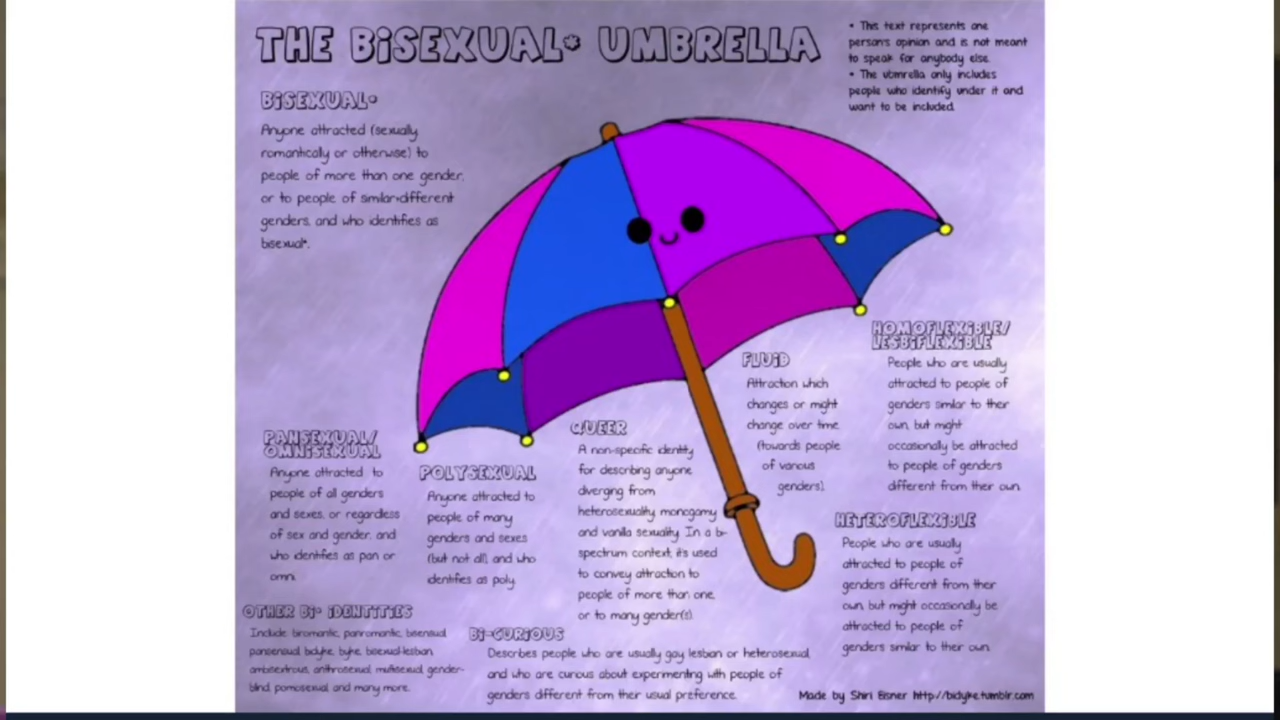 THE BISEXUAL* UMBRELLA
• This text represents one
person's opinion and is not meant
to speak for anybody else.
• The ubmrella only includes
people who identify under it and
want to be included.
BISEXUAL*
Anyone attracted (sexually
romantically or otherwise) to
people of more than one gender,
or to people of similar+different
genders, and who identifies as
bisexual*.
PANSEXUAL/
OMNISEXUAL
Anyone attracted to
people of all genders
and sexes, or regardless
of sex and gender, and
who identifies as pan or
omni.
POLYSEXUAL
Anyone attracted to
people of many
genders and sexes
(but not all), and who
identifies as poly.
QUEER
A non-specific identity
for describing anyone
diverging from
heterosexuality, monogamy
and vanilla sexuality. In a bi-
spectrum context, it's used
to convey attraction to
people of more than one,
or to many gender(s).
FLUID
Attraction which
changes or might
change over time
(towards people
of various
genders).
HOMOFLEXIBLE/
LESBIFLEXIBLE
People who are usually
attracted to people of
genders similar to their
own, but might
occasionally be attracted
to people of genders
different from their own.
HETEROFLEXIBLE
People who are usually
attracted to people of
genders different from their
own, but might occasionally be
attracted to people of
genders similar to their own.
OTHER BI* IDENTITIES
Include: biromantic, panromantic, bisensual,
pansensual, bidyke, byke, bisexual-lesbian,
ambisextrous, anthrosexual, multisexual, gender-
blind, pomosexual, and many more.
BI-CURIOUS
Describes people who are usually gay, lesbian or heterosexual,
and who are curious about experimenting with people of
genders different from their usual preference.
Made by Shiri Eisner http://bidyke.tumblr.com